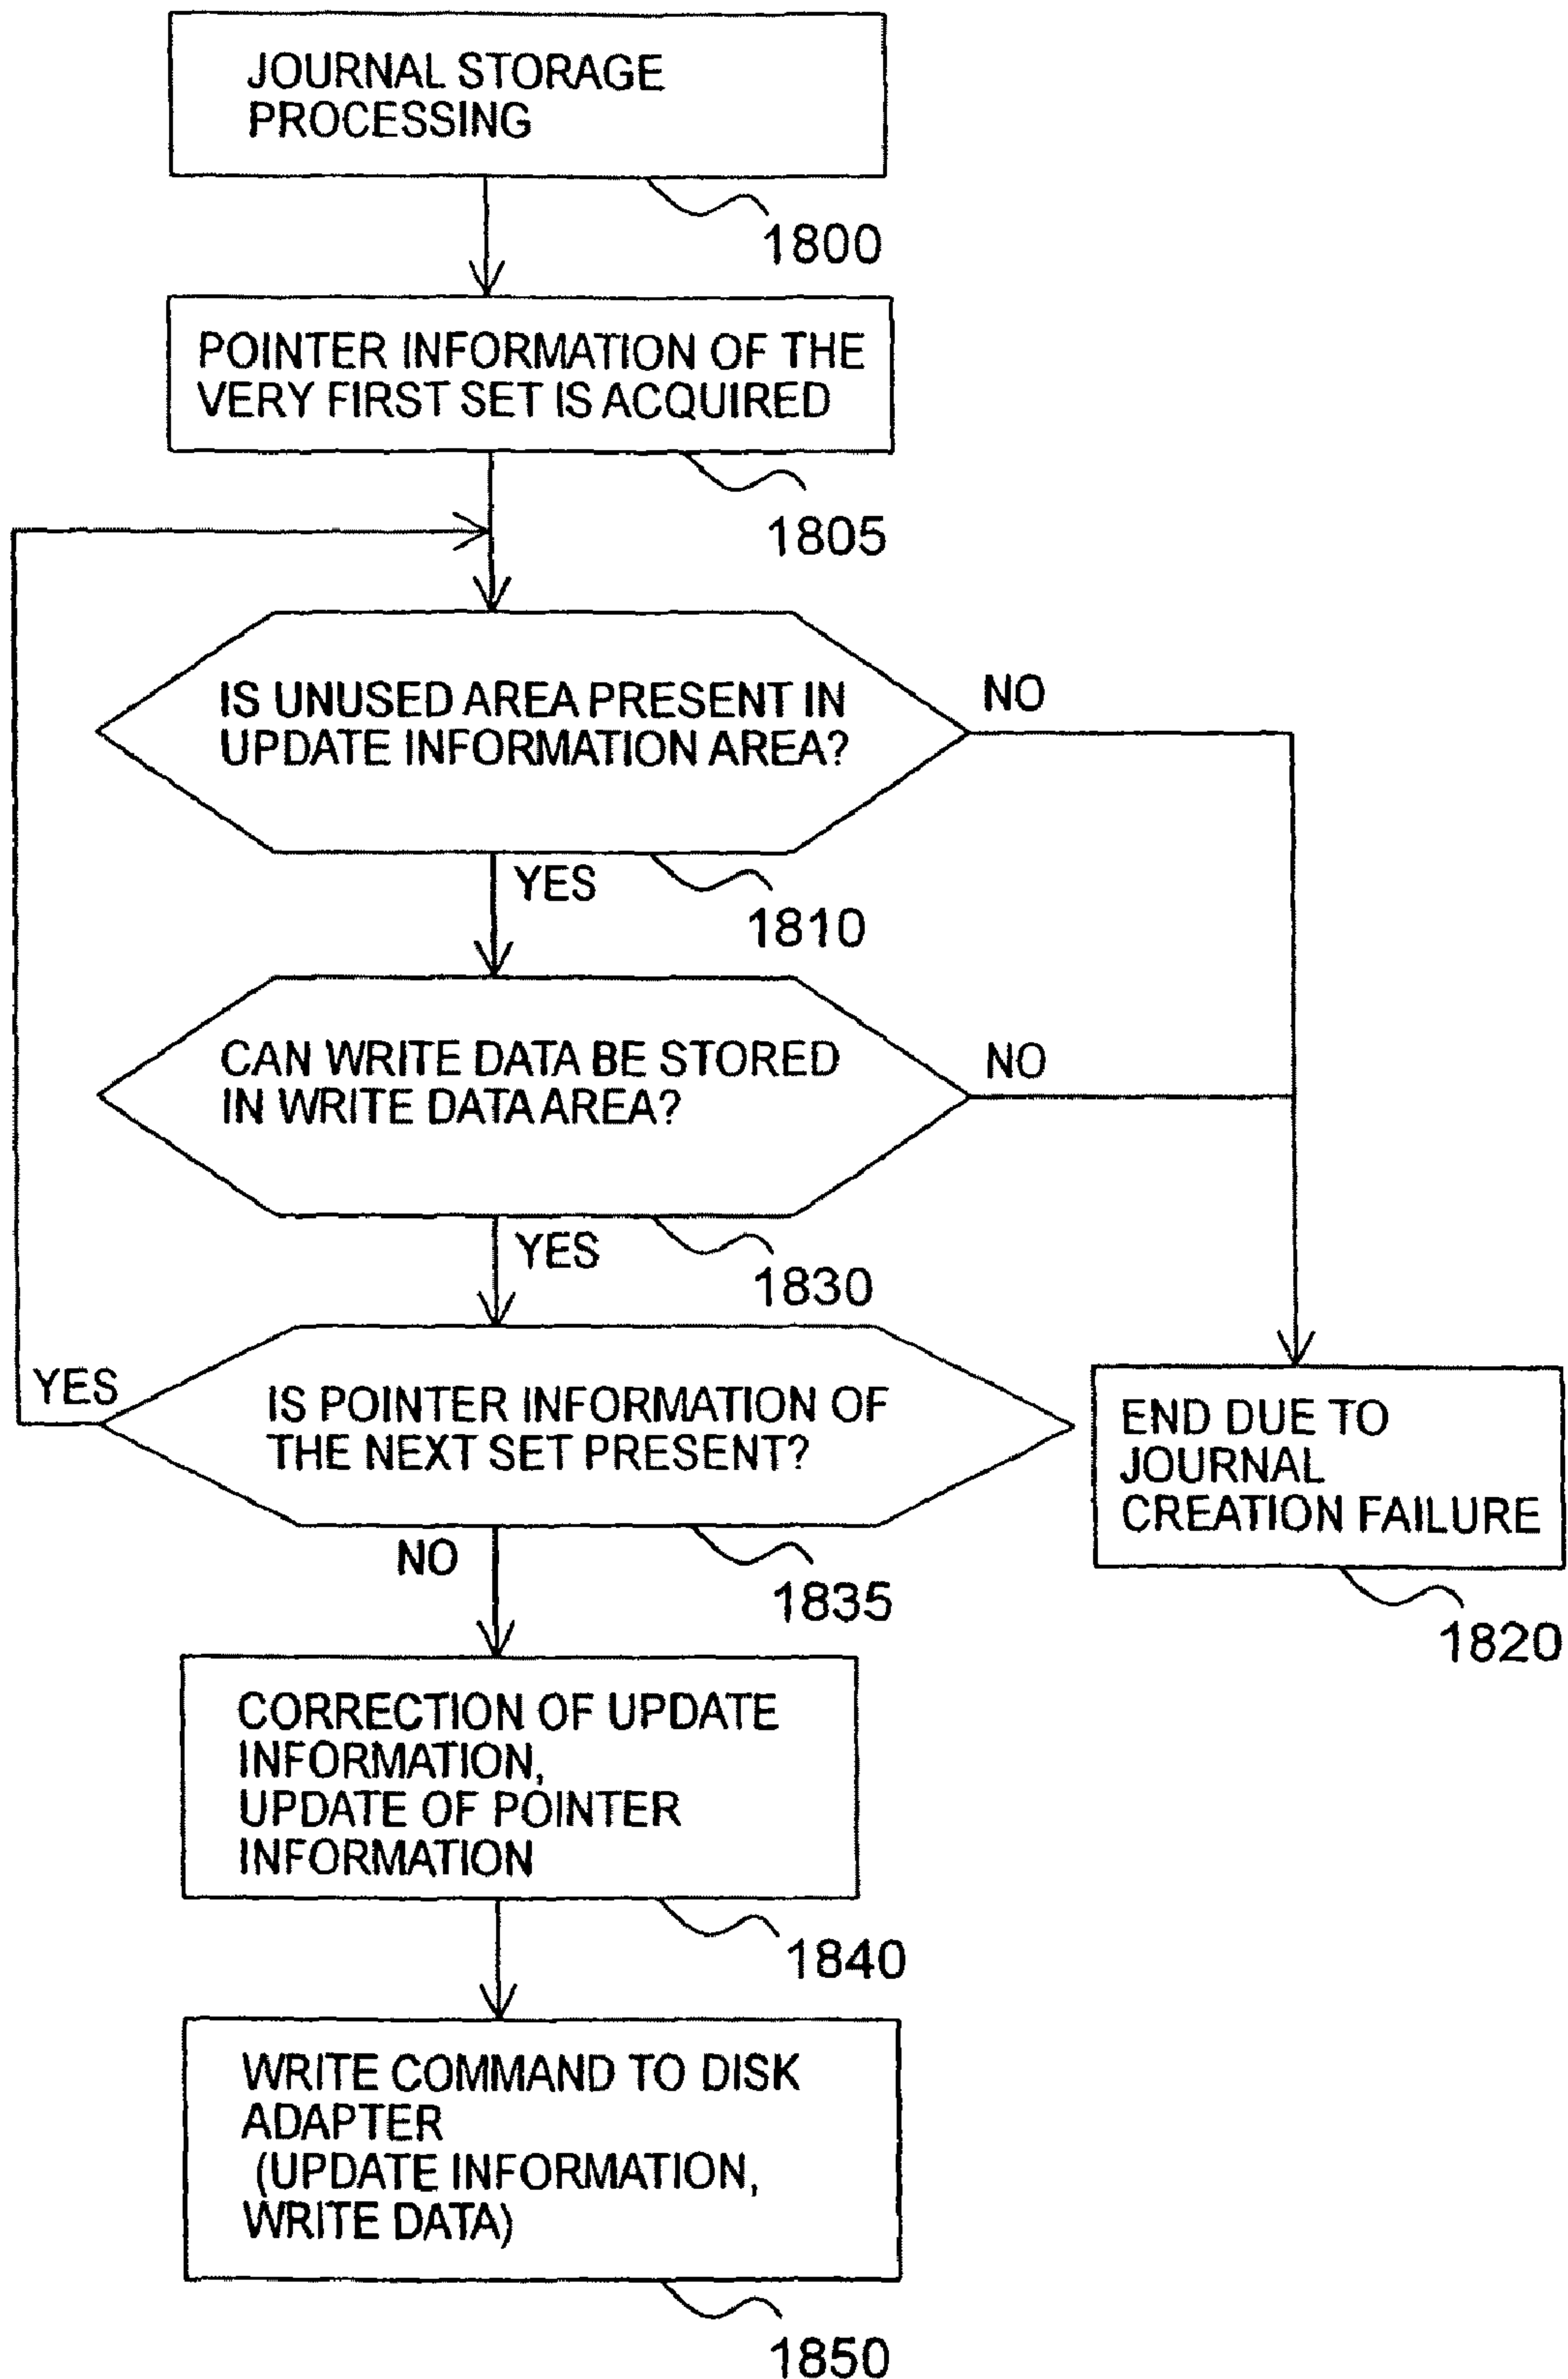 JOURNAL STORAGE
PROCESSING
1800
POINTER INFORMATION OF THE
VERY FIRST SET IS ACQUIRED
1805
IS UNUSED AREA PRESENT IN
UPDATE INFORMATION AREA?
NO
YES
1810
CAN WRITE DATA BE STORED
IN WRITE DATA AREA?
NO
YES
1830
YES
IS POINTER INFORMATION OF
THE NEXT SET PRESENT?
NO
1835
END DUE TO
JOURNAL
CREATION FAILURE
1820
CORRECTION OF UPDATE
INFORMATION,
UPDATE OF POINTER
INFORMATION
1840
WRITE COMMAND TO DISK
ADAPTER
(UPDATE INFORMATION,
WRITE DATA)
1850